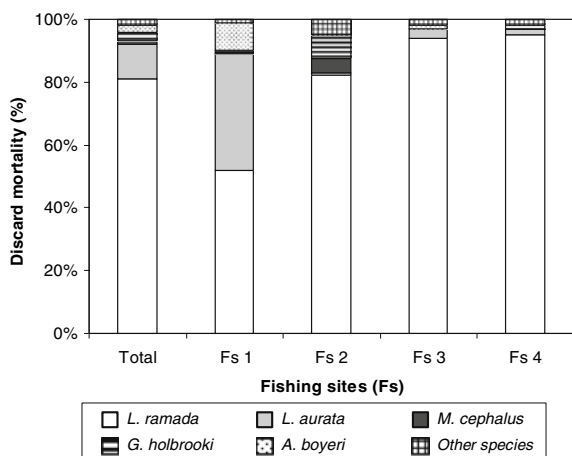 100%
80%
60%
40%
20%
0%
Discard mortality (%)
Total Fs 1 Fs 2 Fs 3 Fs 4
Fishing sites (Fs)
L. ramada L. aurata M. cephalus
G. holbrooki A. boyeri Other species